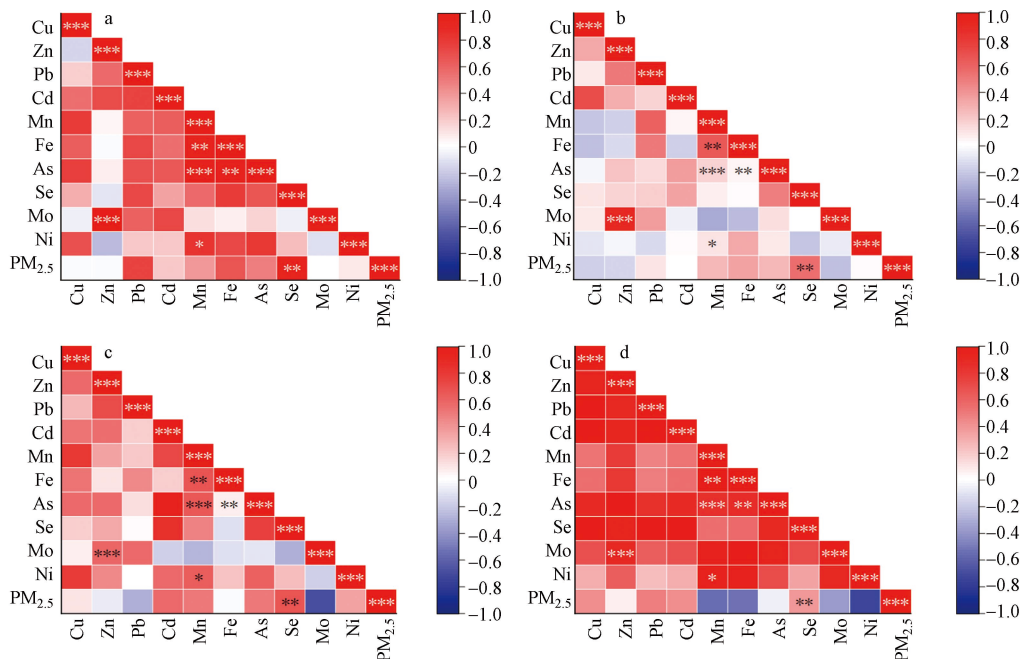 a
Cu ***
Zn ***
Pb ***
Cd ***
Mn ***
Fe ** ***
As *** ** ***
Se ***
Mo *** ***
Ni * ***
PM2.5 ** ***
Cu Zn Pb Cd Mn Fe As Se Mo Ni PM2.5
1.0
0.8
0.6
0.4
0.2
0
−0.2
−0.4
−0.6
−0.8
−1.0
b
Cu ***
Zn ***
Pb ***
Cd ***
Mn ***
Fe ** ***
As *** ** ***
Se ***
Mo *** ***
Ni * ***
PM2.5 ** ***
Cu Zn Pb Cd Mn Fe As Se Mo Ni PM2.5
1.0
0.8
0.6
0.4
0.2
0
−0.2
−0.4
−0.6
−0.8
−1.0
c
Cu ***
Zn ***
Pb ***
Cd ***
Mn ***
Fe ** ***
As *** ** ***
Se ***
Mo *** ***
Ni * ***
PM2.5 ** ***
Cu Zn Pb Cd Mn Fe As Se Mo Ni PM2.5
1.0
0.8
0.6
0.4
0.2
0
−0.2
−0.4
−0.6
−0.8
−1.0
d
Cu ***
Zn ***
Pb ***
Cd ***
Mn ***
Fe ** ***
As *** ** ***
Se ***
Mo *** ***
Ni * ***
PM2.5 ** ***
Cu Zn Pb Cd Mn Fe As Se Mo Ni PM2.5
1.0
0.8
0.6
0.4
0.2
0
−0.2
−0.4
−0.6
−0.8
−1.0